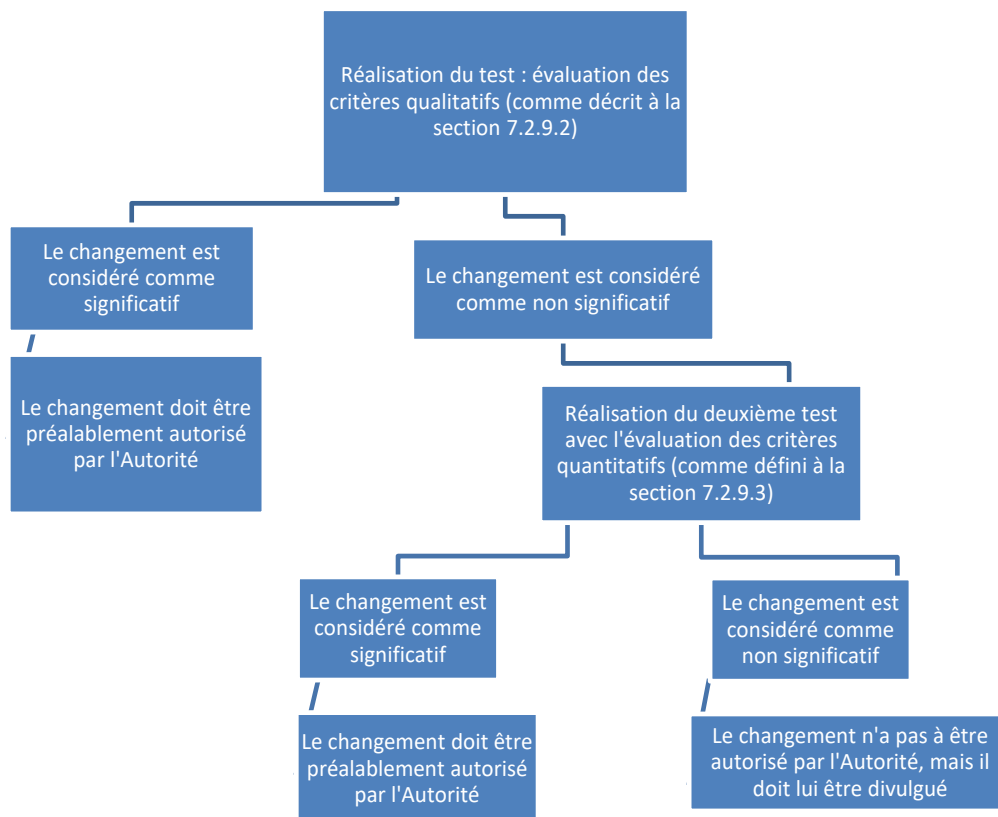 Réalisation du test : évaluation des
critères qualitatifs (comme décrit à la
section 7.2.9.2)
Le changement est
considéré comme
significatif
Le changement est considéré
comme non significatif
Le changement doit être
préalablement autorisé
par l'Autorité
Réalisation du deuxième test
avec l'évaluation des critères
quantitatifs (comme défini à la
section 7.2.9.3)
Le changement est
considéré comme
significatif
Le changement est
considéré comme
non significatif
Le changement doit être
préalablement autorisé
par l'Autorité
Le changement n'a pas à être
autorisé par l'Autorité, mais il
doit lui être divulgué